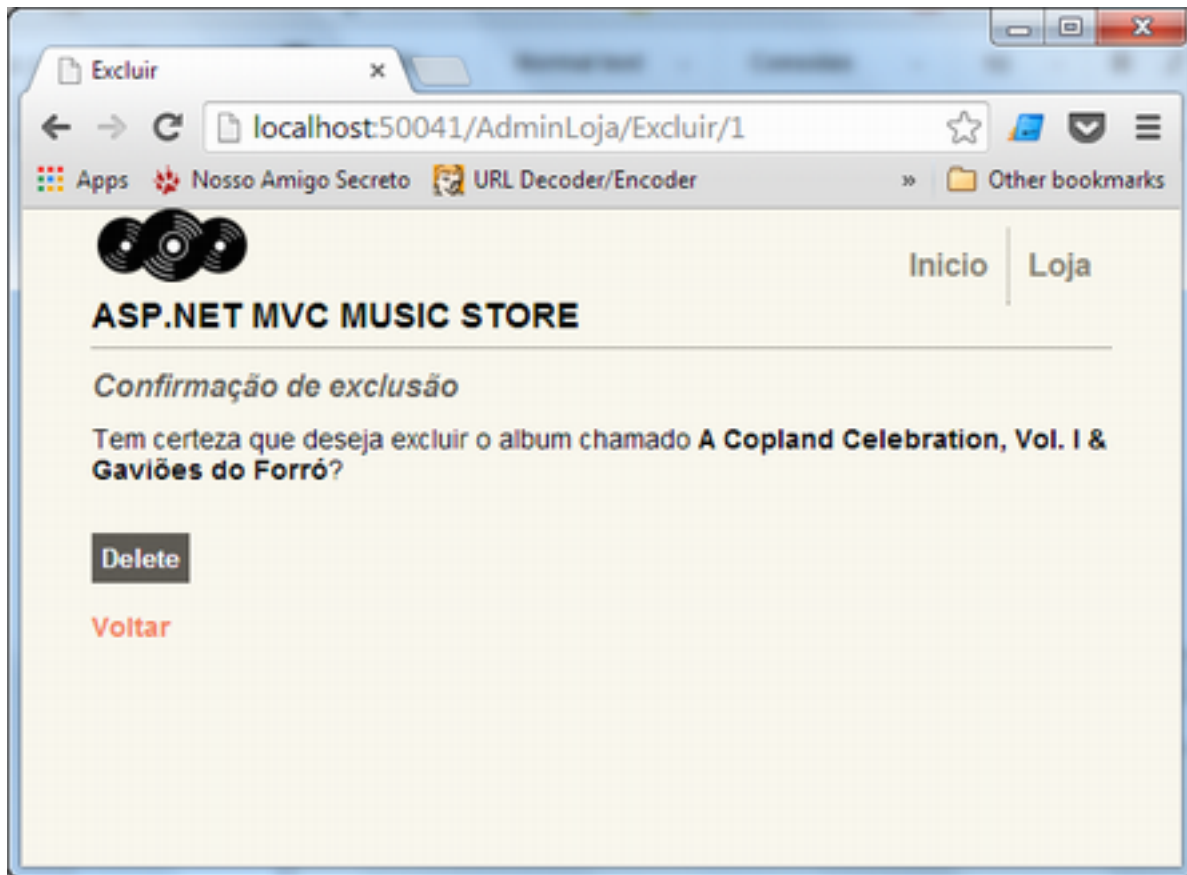 Excluir
localhost:50041/AdminLoja/Excluir/1
Apps Nosso Amigo Secreto URL Decoder/Encoder » Other bookmarks
Inicio Loja
ASP.NET MVC MUSIC STORE
Confirmação de exclusão
Tem certeza que deseja excluir o album chamado A Copland Celebration, Vol. I &
Gaviões do Forró?
Delete
Voltar